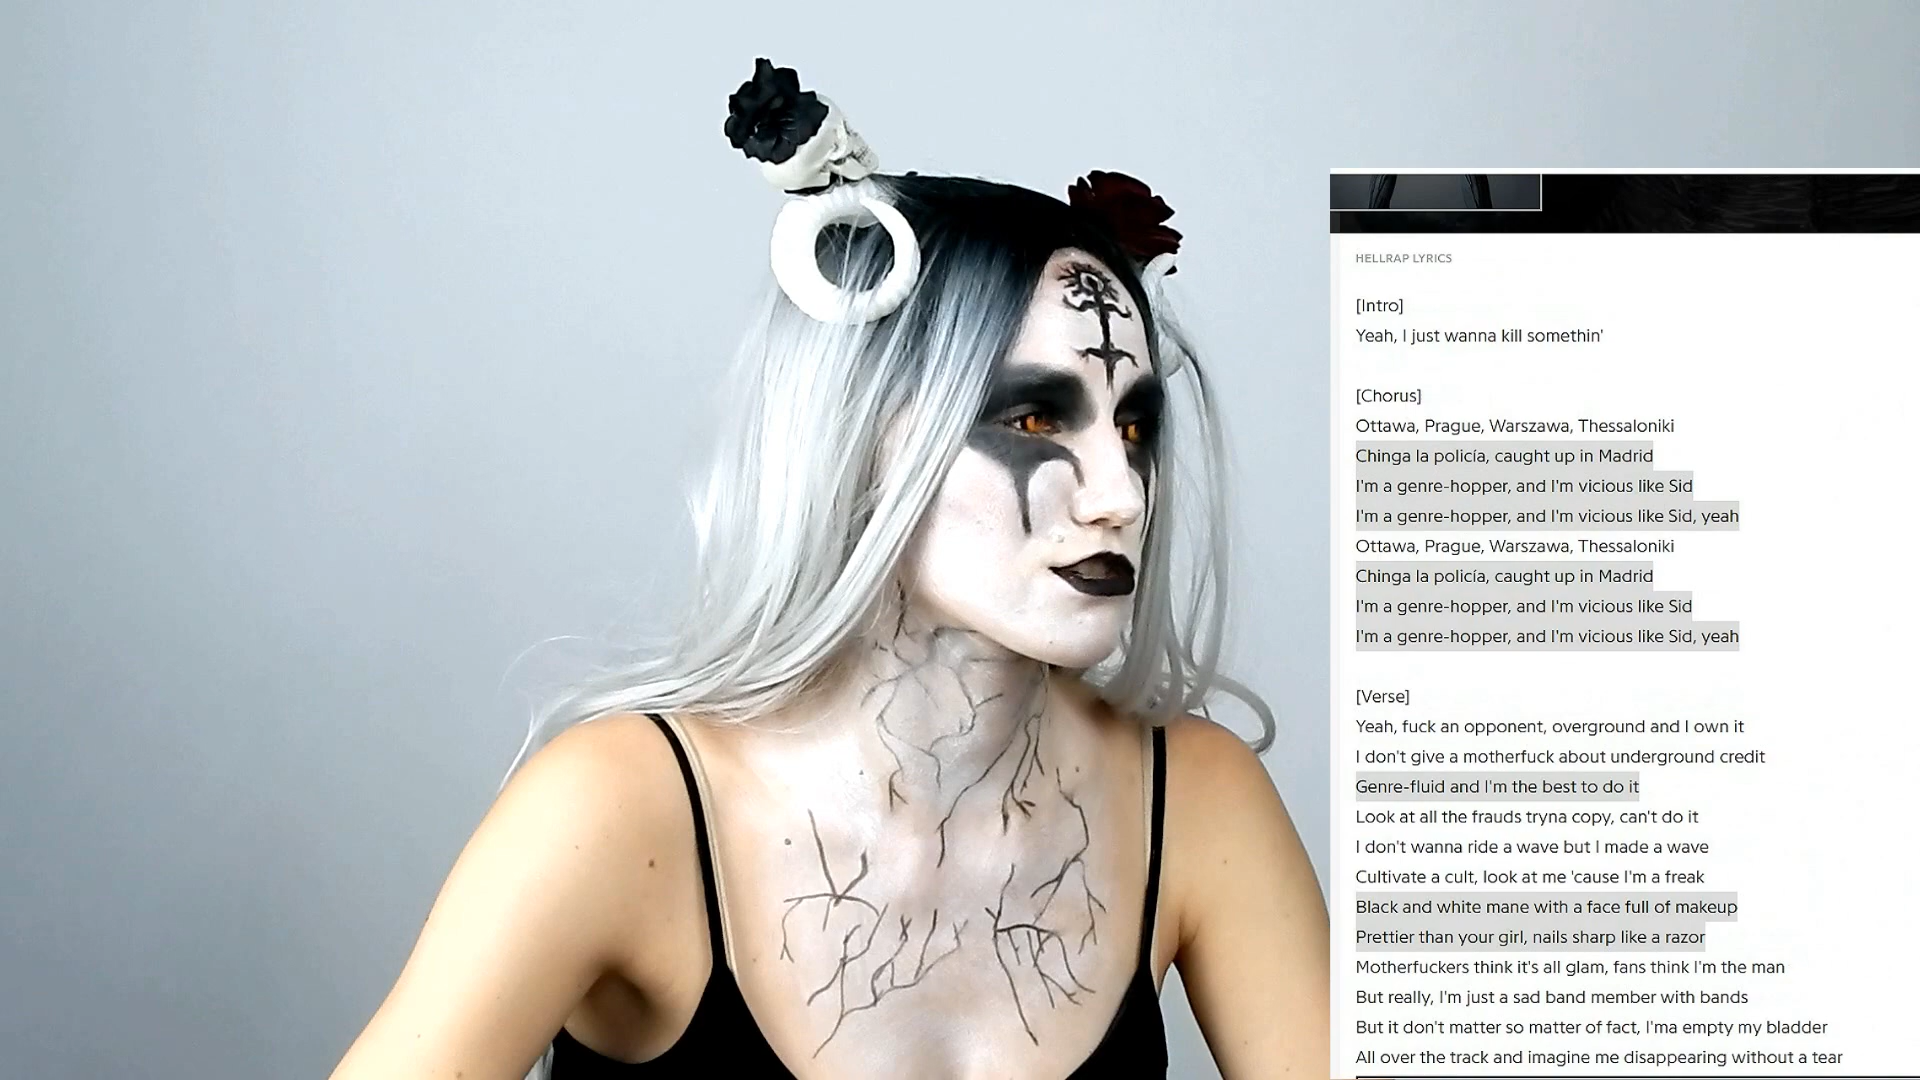 HELLRAP LYRICS
[Intro]
Yeah, I just wanna kill somethin'
[Chorus]
Ottawa, Prague, Warszawa, Thessaloniki
Chinga la policía, caught up in Madrid
I'm a genre-hopper, and I'm vicious like Sid
I'm a genre-hopper, and I'm vicious like Sid, yeah
Ottawa, Prague, Warszawa, Thessaloniki
Chinga la policía, caught up in Madrid
I'm a genre-hopper, and I'm vicious like Sid
I'm a genre-hopper, and I'm vicious like Sid, yeah
[Verse]
Yeah, fuck an opponent, overground and I own it
I don't give a motherfuck about underground credit
Genre-fluid and I'm the best to do it
Look at all the frauds tryna copy, can't do it
I don't wanna ride a wave but I made a wave
Cultivate a cult, look at me 'cause I'm a freak
Black and white mane with a face full of makeup
Prettier than your girl, nails sharp like a razor
Motherfuckers think it's all glam, fans think I'm the man
But really, I'm just a sad band member with bands
But it don't matter so matter of fact, I'ma empty my bladder
All over the track and imagine me disappearing without a tear